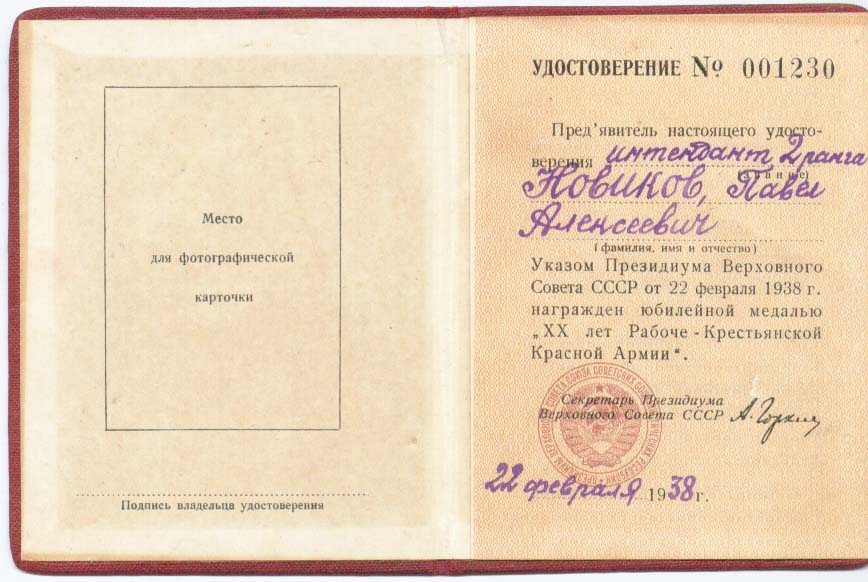 Место
для фотографической
карточки
Подпись владельца удостоверения
УДОСТОВЕРЕНИЕ № 001230
Пред'явитель настоящего удосто-
верения интендант 2 ранга
(звание)
Новиков, Павел
Алексеевич
(фамилия, имя и отчество)
Указом Президиума Верховного
Совета СССР от 22 февраля 1938 г.
награжден юбилейной медалью
„XX лет Рабоче-Крестьянской
Красной Армии“.
Секретарь Президиума
Верховного Совета СССР А. Горкин
22 февраля 1938 г.